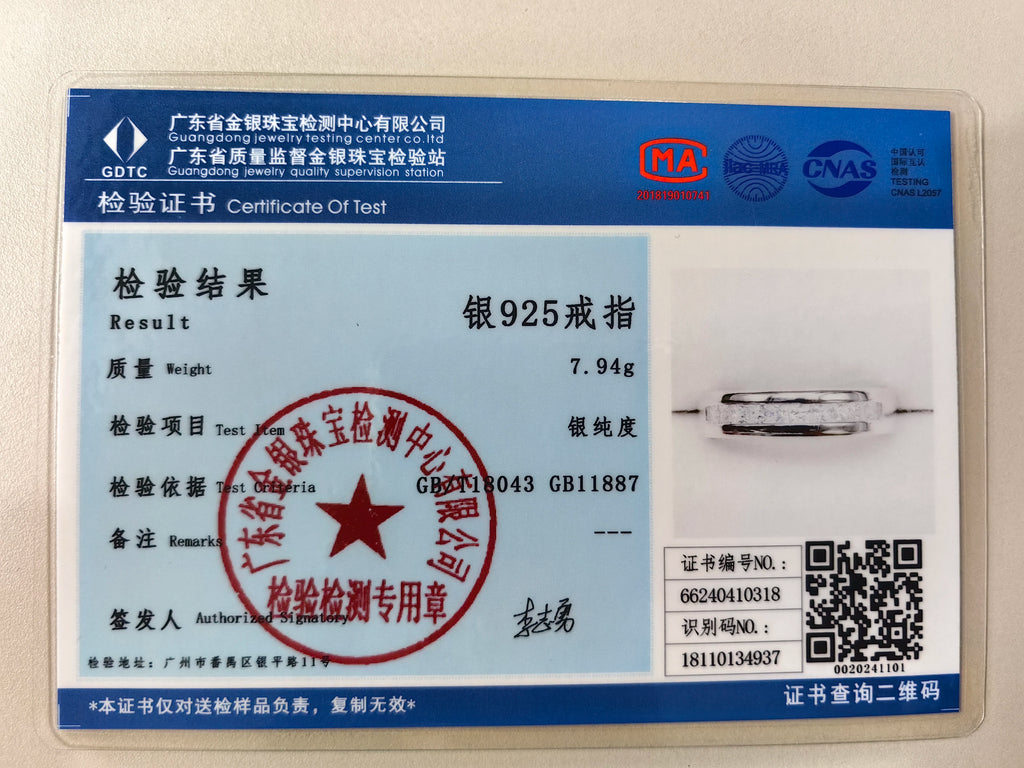 广东省金银珠宝检测中心有限公司
Guangdong jewelry testing center co.ltd
广东省质量监督金银珠宝检验站
Guangdong jewelry quality supervision station
GDTC
检验证书 Certificate Of Test
MA
201819010741
ilac-MRA
CNAS
中国认可
国际互认
检测
TESTING
CNAS L2057
检验结果
Result
银925戒指
质量 Weight 7.94g
检验项目 Test Item 银纯度
检验依据 Test Criteria GB/T18043 GB11887
备注 Remarks ---
签发人 Authorized Signatory 李志勇
广东省金银珠宝检测中心有限公司
检验检测专用章
检验地址：广州市番禺区银平路11号
证书编号NO.：
66240410318
识别码NO.：
18110134937
0020241101
*本证书仅对送检样品负责，复制无效*
证书查询二维码